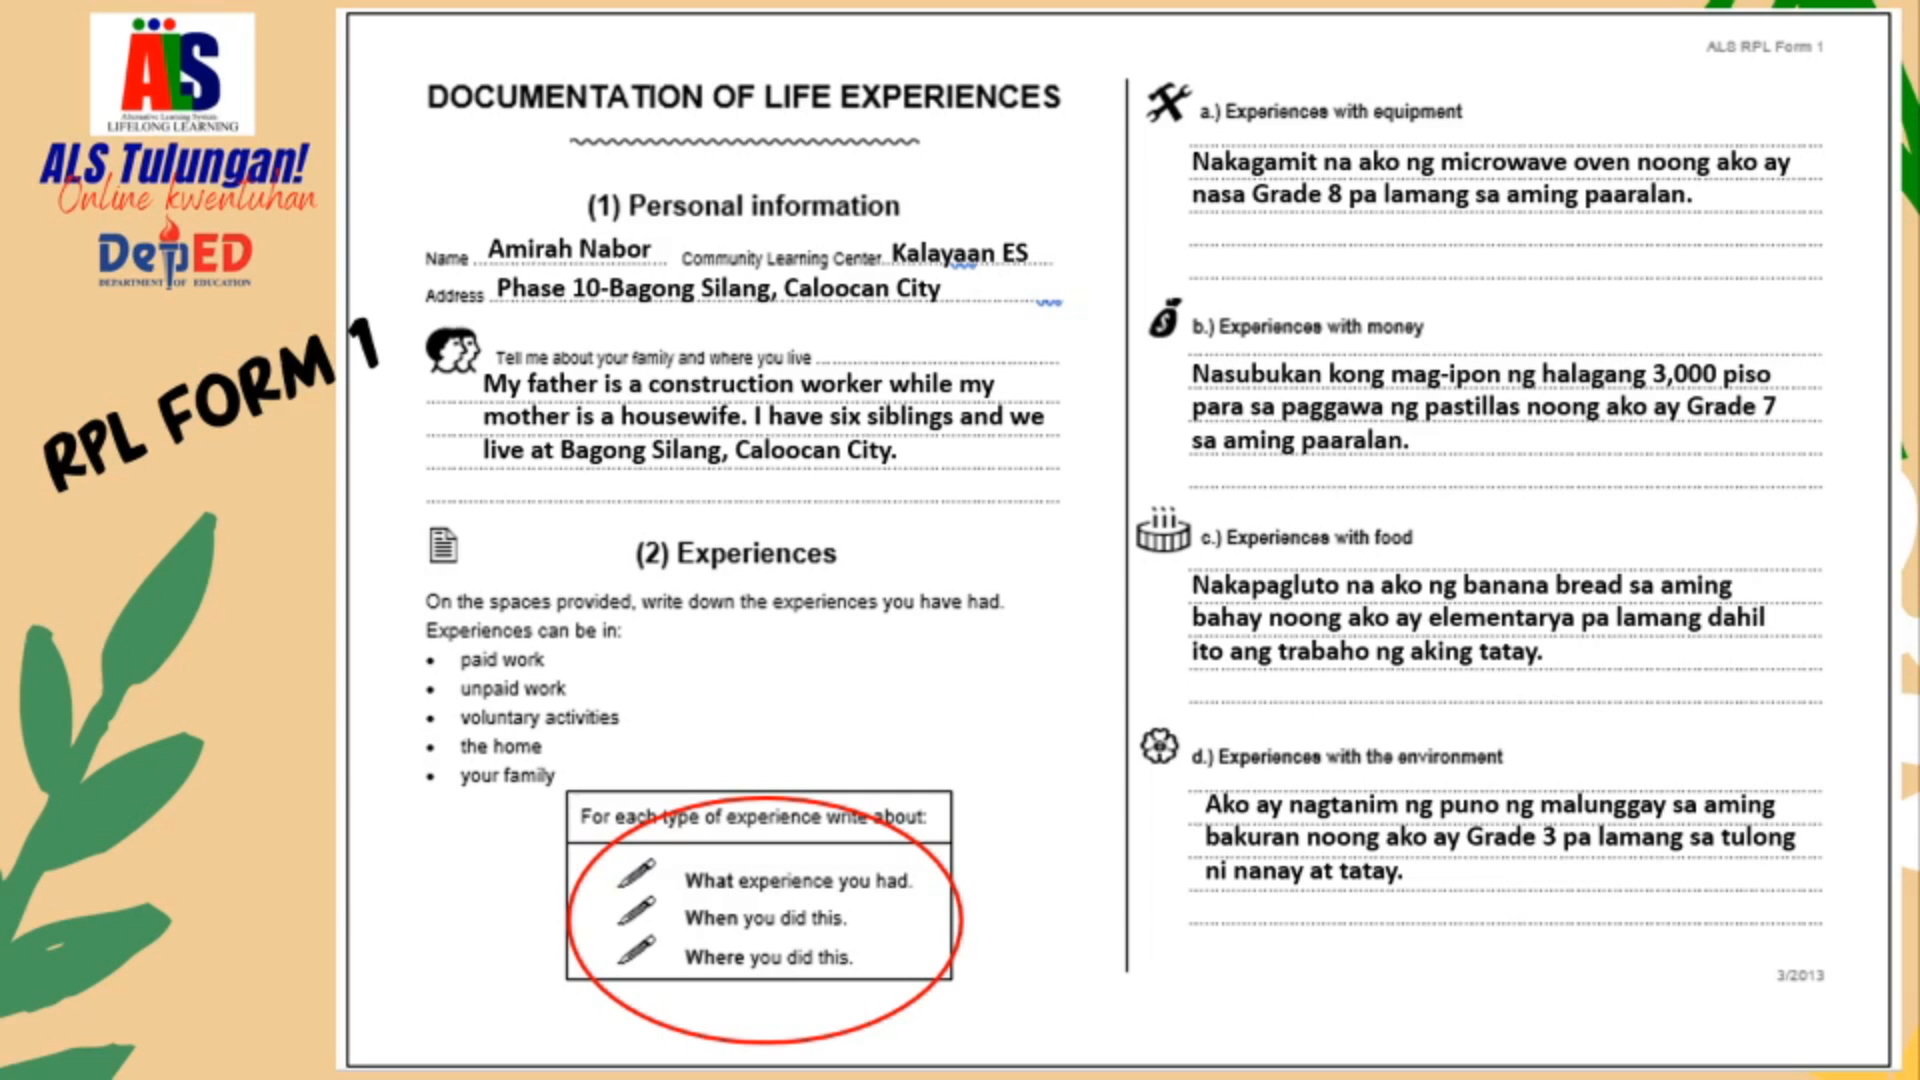 ALS
Alternative Learning System
LIFELONG LEARNING
ALS Tulungan!
Online kwentuhan
DepED
DEPARTMENT OF EDUCATION
RPL FORM 1
ALS RPL Form 1
DOCUMENTATION OF LIFE EXPERIENCES
(1) Personal information
Name Amirah Nabor Community Learning Center Kalayaan ES
Address Phase 10-Bagong Silang, Caloocan City
Tell me about your family and where you live
My father is a construction worker while my
mother is a housewife. I have six siblings and we
live at Bagong Silang, Caloocan City.
(2) Experiences
On the spaces provided, write down the experiences you have had.
Experiences can be in:
• paid work
• unpaid work
• voluntary activities
• the home
• your family
For each type of experience write about:
What experience you had.
When you did this.
Where you did this.
a.) Experiences with equipment
Nakagamit na ako ng microwave oven noong ako ay
nasa Grade 8 pa lamang sa aming paaralan.
b.) Experiences with money
Nasubukan kong mag-ipon ng halagang 3,000 piso
para sa paggawa ng pastillas noong ako ay Grade 7
sa aming paaralan.
c.) Experiences with food
Nakapagluto na ako ng banana bread sa aming
bahay noong ako ay elementarya pa lamang dahil
ito ang trabaho ng aking tatay.
d.) Experiences with the environment
Ako ay nagtanim ng puno ng malunggay sa aming
bakuran noong ako ay Grade 3 pa lamang sa tulong
ni nanay at tatay.
3/2013